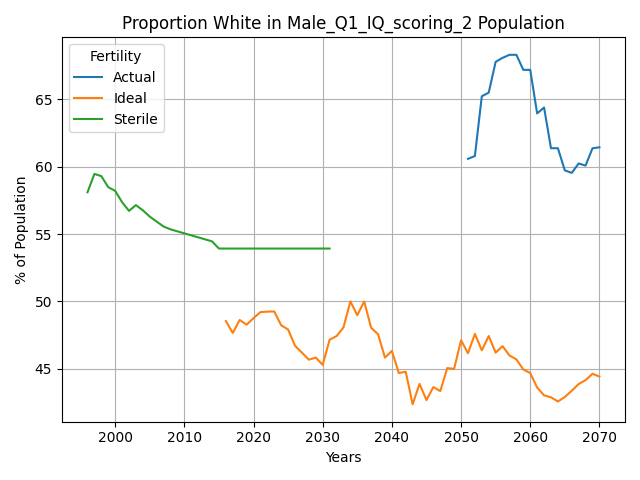 Proportion White in Male_Q1_IQ_scoring_2 Population
Fertility
Actual
Ideal
Sterile
% of Population
65
60
55
50
45
2000 2010 2020 2030 2040 2050 2060 2070
Years